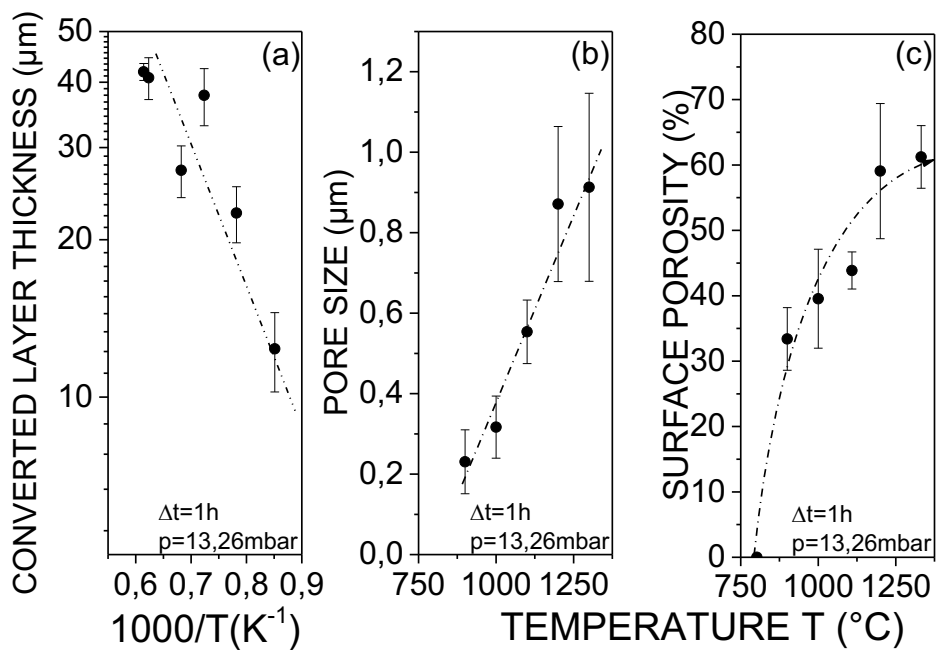 CONVERTED LAYER THICKNESS (µm)
50
40
30
20
10
(a)
Δt=1h
p=13,26mbar
0,6 0,7 0,8 0,9
1000/T(K⁻¹)
PORE SIZE (µm)
1,2
1,0
0,8
0,6
0,4
0,2
0,0
(b)
Δt=1h
p=13,26mbar
750 1000 1250
SURFACE POROSITY (%)
80
70
60
50
40
30
20
10
0
(c)
Δt=1h
p=13,26mbar
750 1000 1250
TEMPERATURE T (°C)